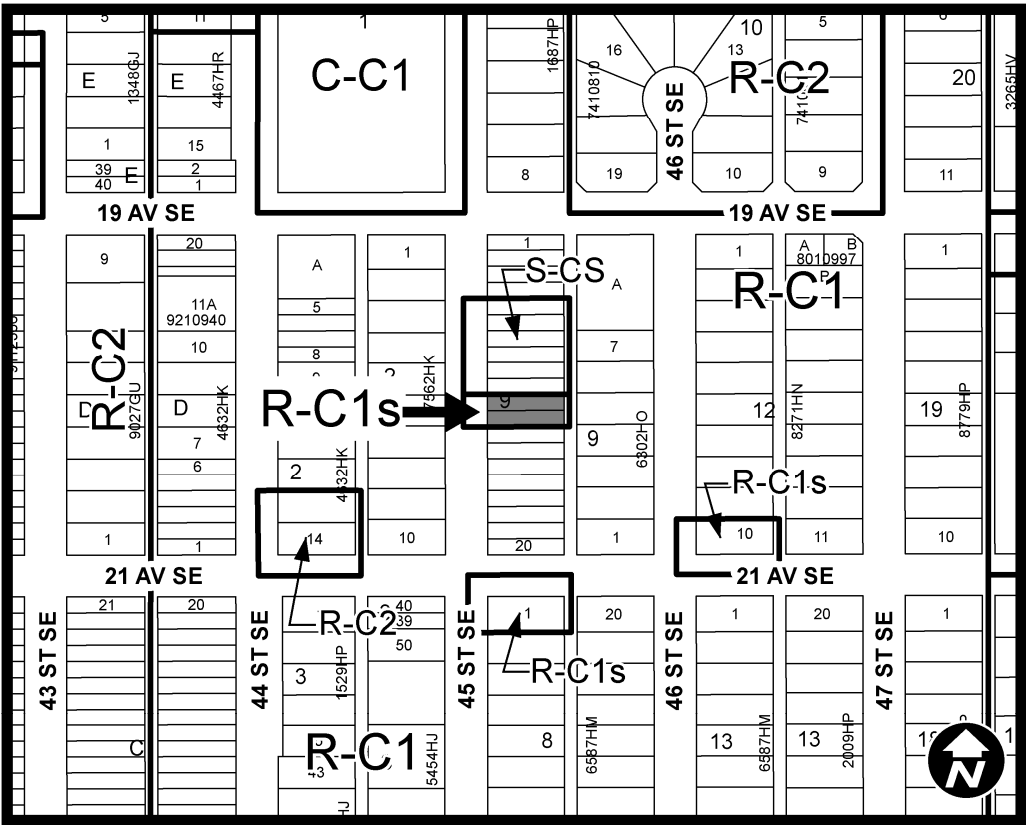 5
11
1
1687HP
16
10
13
5
6
E
1348GJ
E
4467HR
C-C1
7410810
R-C2
20
3265HV
46 ST SE
1
15
39
E
2
40
1
8
19
10
9
11
19 AV SE
19 AV SE
9
20
A
1
1
A
1
A
B
8010997
P
1
S-CS
R-C1
11A
9210940
5
10
8
7
R-C2
9027GU
D
D
4632HK
R-C1s
7562HK
9
12
8271HN
19
8779HP
7
9
6302HO
6
2
4632HK
R-C1s
1
1
14
10
20
1
10
11
10
21 AV SE
21 AV SE
21
20
40
39
1
20
1
20
1
R-C2
50
43 ST SE
44 ST SE
45 ST SE
46 ST SE
47 ST SE
3
1529HP
R-C1s
C
R-C1
43
5454HJ
8
6587HM
13
6587HM
13
2009HP
HJ
N